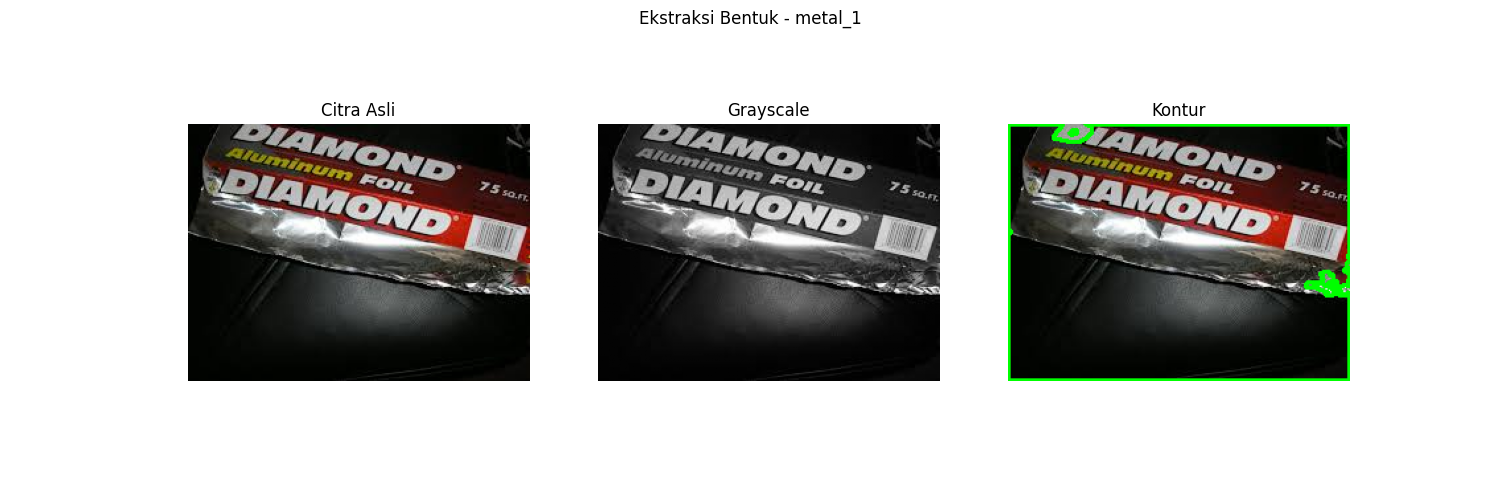 Ekstraksi Bentuk - metal_1
Citra Asli
DIAMOND®
Aluminum FOIL
75 SQ.FT.
DIAMOND®
Grayscale
DIAMOND®
Aluminum FOIL
75 SQ.FT.
DIAMOND®
Kontur
DIAMOND®
Aluminum FOIL
75 SQ.FT.
DIAMOND®